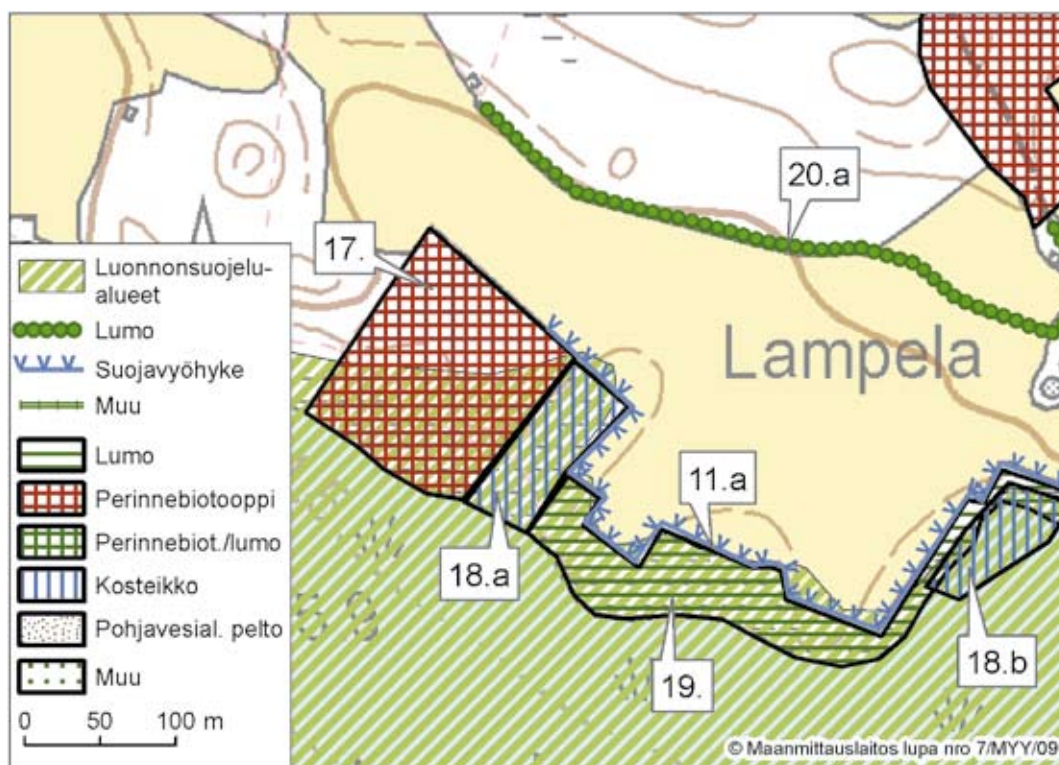 20.a
17.
Lampela
11.a
18.a
19.
18.b
Luonnonsuojelu-
alueet
Lumo
Suojavyöhyke
Muu
Lumo
Perinnebiotooppi
Perinnebiot./lumo
Kosteikko
Pohjavesial. pelto
Muu
0 50 100 m
© Maanmittauslaitos lupa nro 7/MYY/09